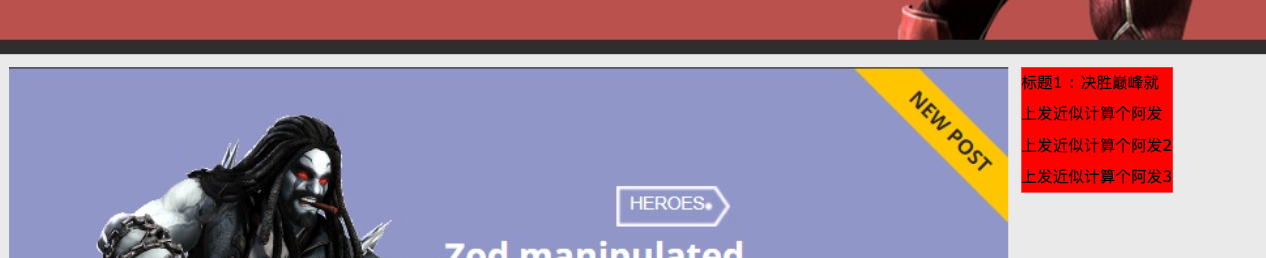 NEW POST
HEROES
Zod manipulated
标题1：决胜巅峰就
上发近似计算个阿发
上发近似计算个阿发2
上发近似计算个阿发3